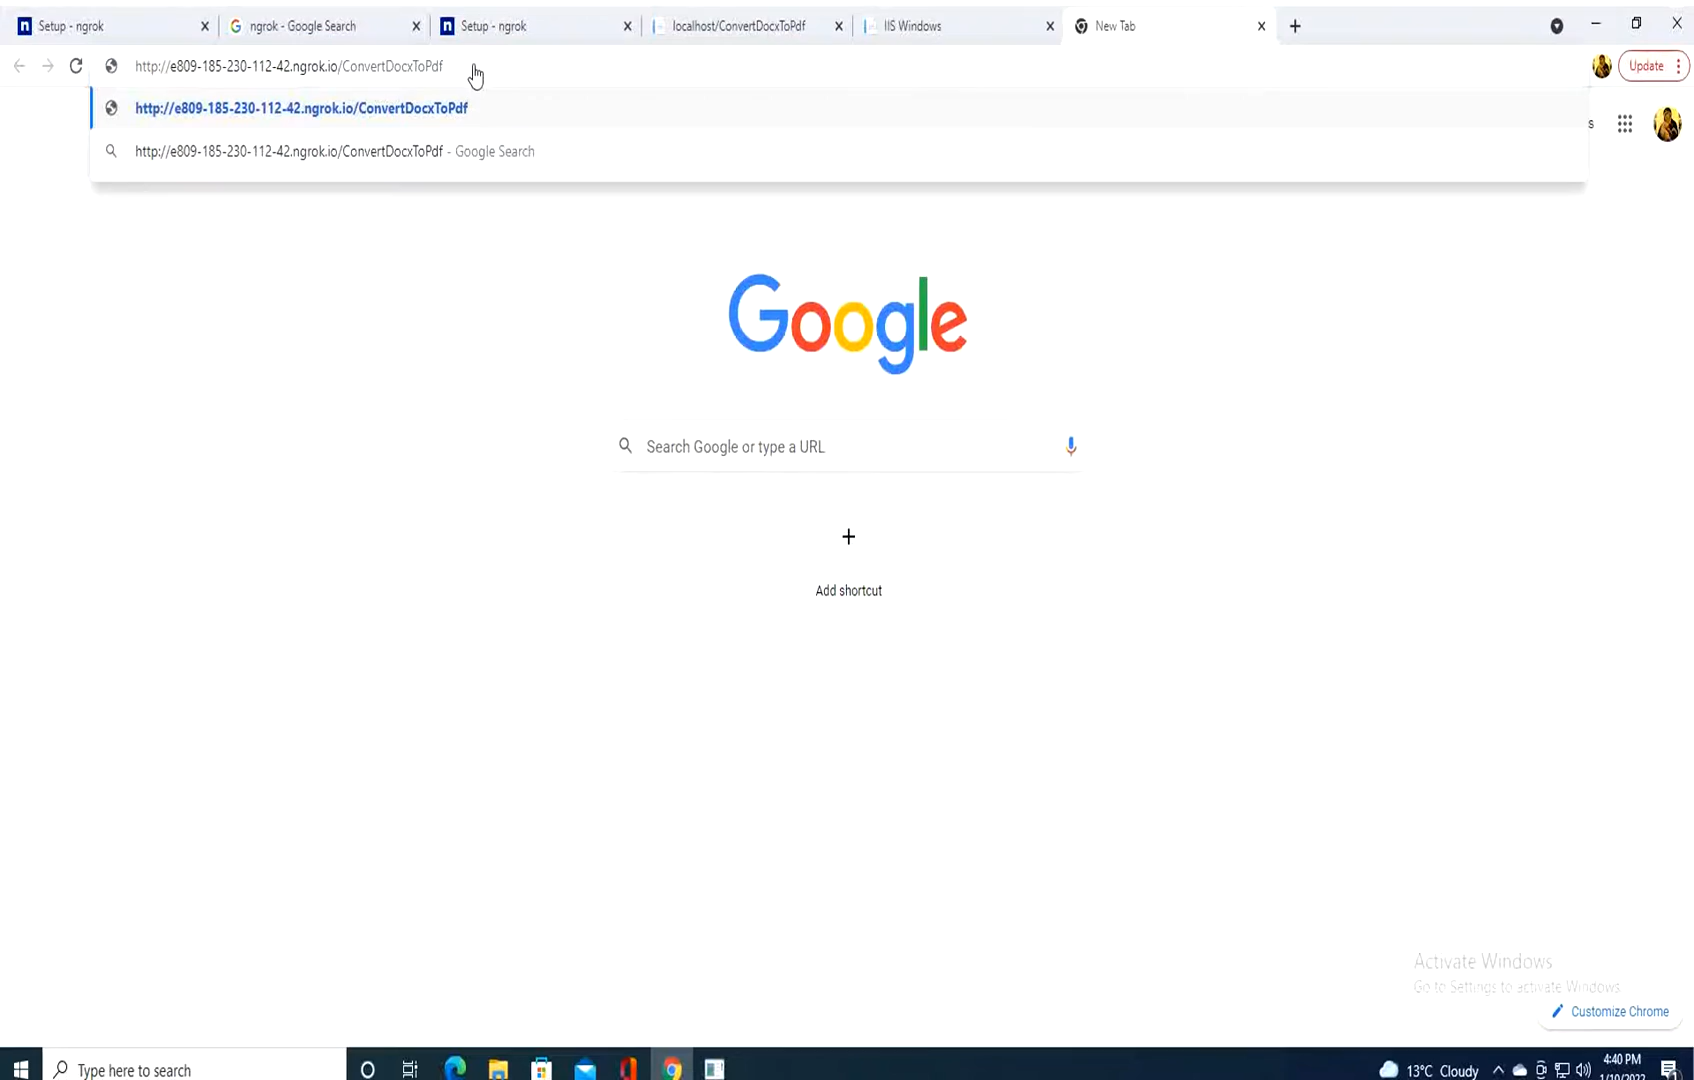 Setup - ngrok
ngrok - Google Search
Setup - ngrok
localhost/ConvertDocxToPdf
IIS Windows
New Tab
http://e809-185-230-112-42.ngrok.io/ConvertDocxToPdf
Update
http://e809-185-230-112-42.ngrok.io/ConvertDocxToPdf
http://e809-185-230-112-42.ngrok.io/ConvertDocxToPdf - Google Search
s
Google
Search Google or type a URL
Add shortcut
Activate Windows
Go to Settings to activate Windows.
Customize Chrome
Type here to search
13°C Cloudy
4:40 PM